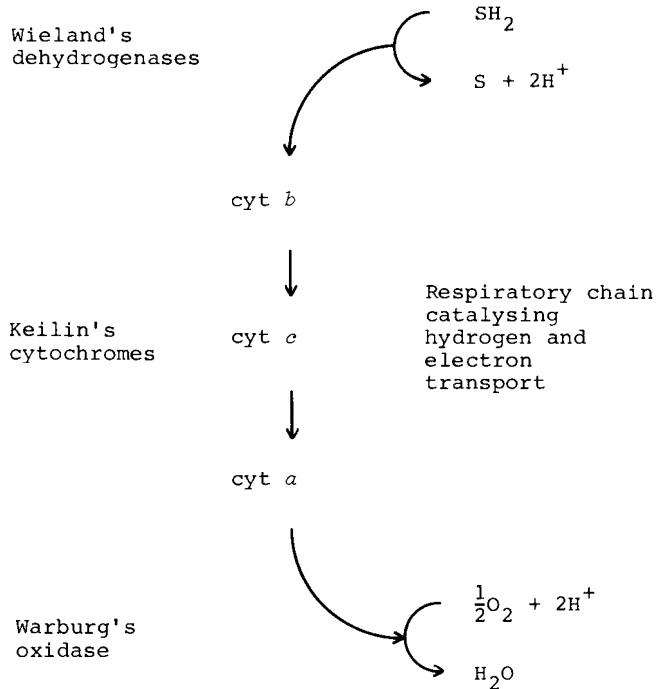 Wieland's
dehydrogenases
SH₂
S + 2H⁺
cyt b
Keilin's
cytochromes
cyt c
Respiratory chain
catalysing
hydrogen and
electron
transport
cyt a
Warburg's
oxidase
½O₂ + 2H⁺
H₂O